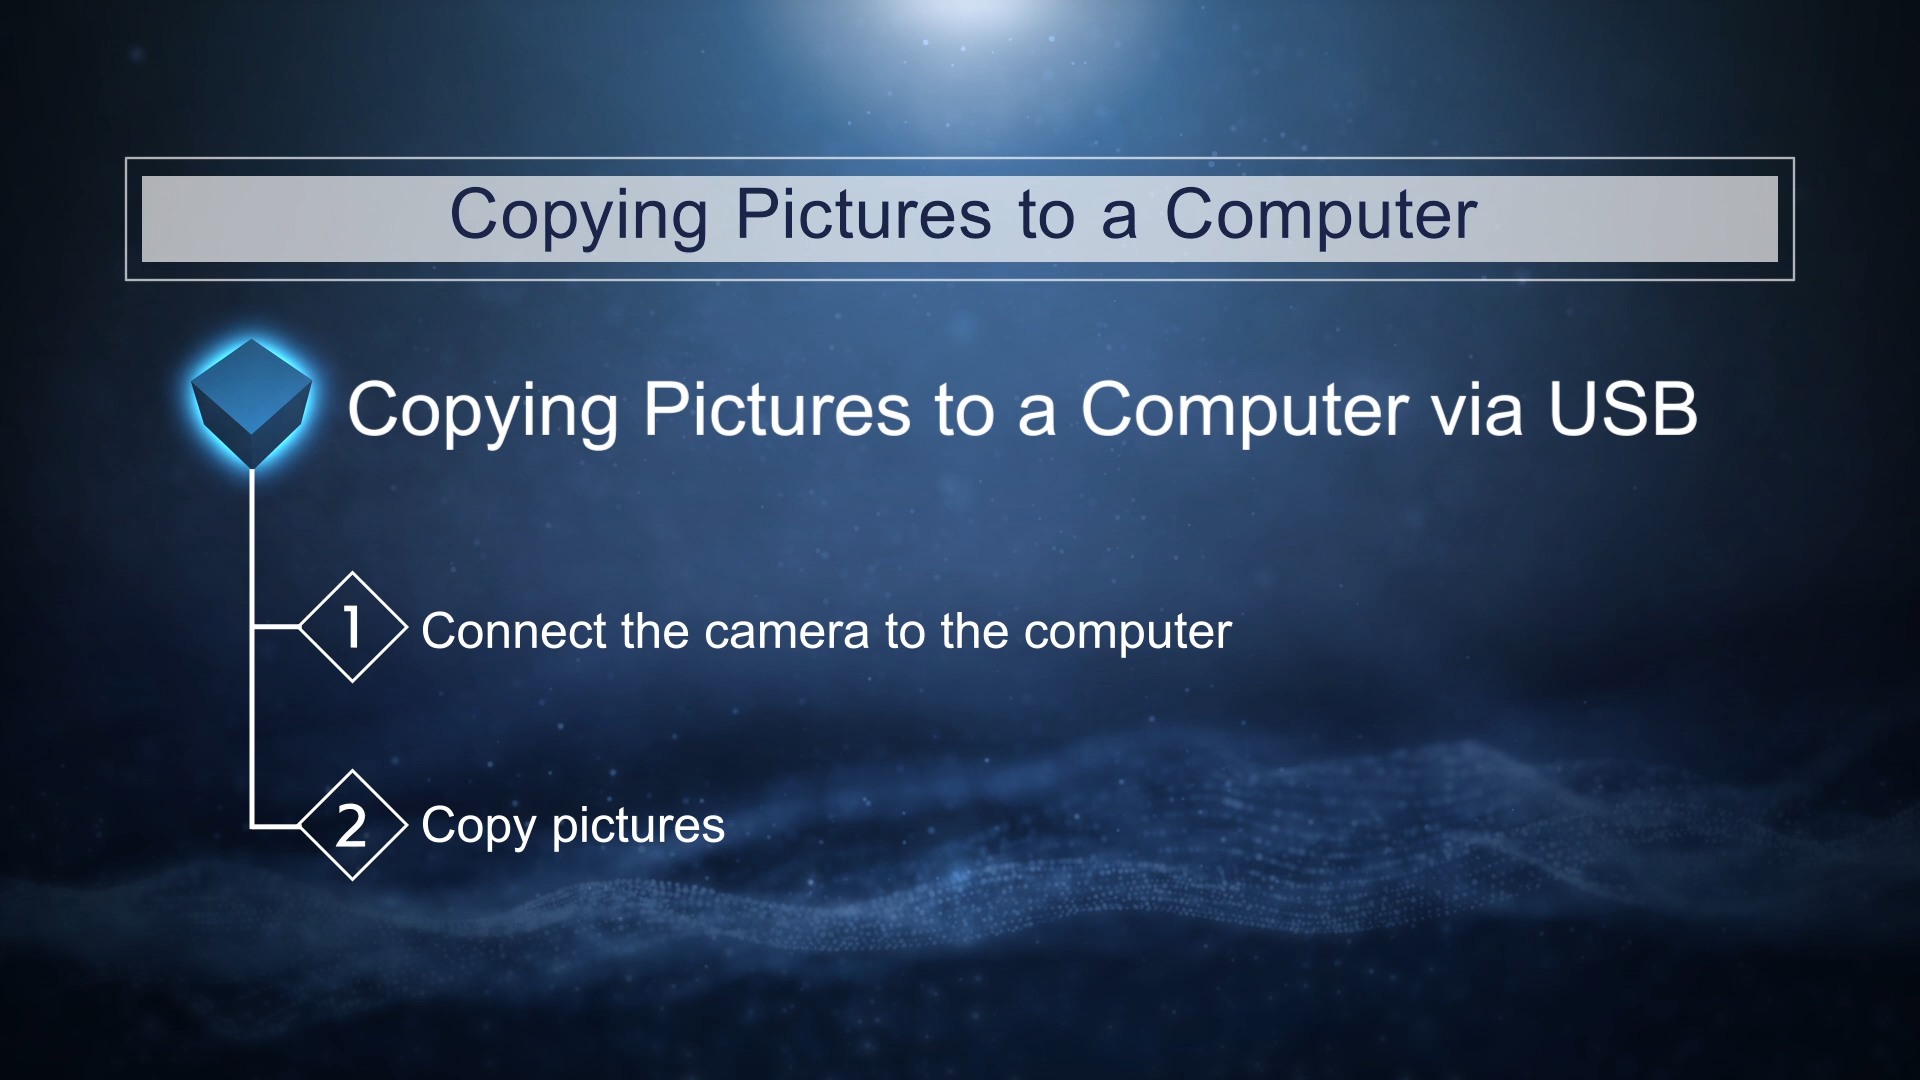 Copying Pictures to a Computer
Copying Pictures to a Computer via USB
1 Connect the camera to the computer
2 Copy pictures